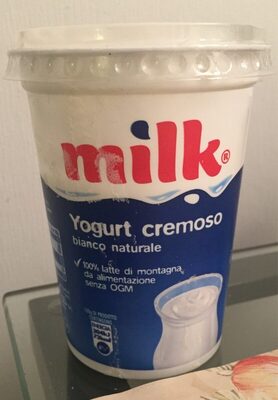 milk®
Yogurt cremoso
bianco naturale
✓ 100% latte di montagna
da alimentazione
senza OGM